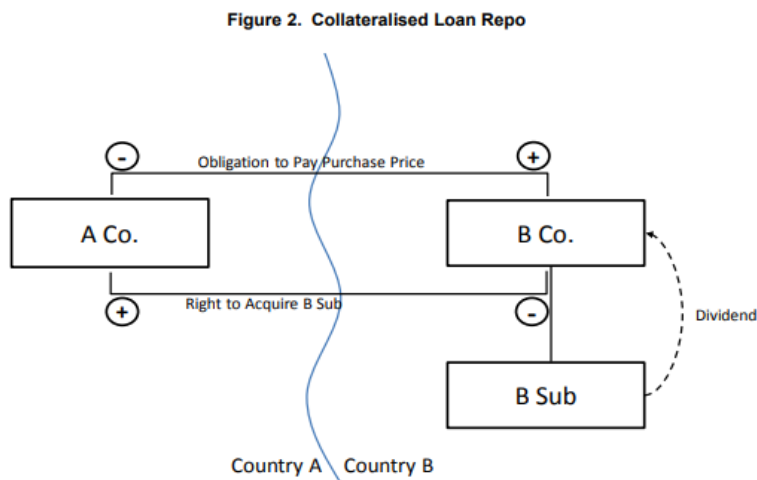 Figure 2. Collateralised Loan Repo
-
+
Obligation to Pay Purchase Price
A Co.
B Co.
Right to Acquire B Sub
+
-
Dividend
B Sub
Country A
Country B